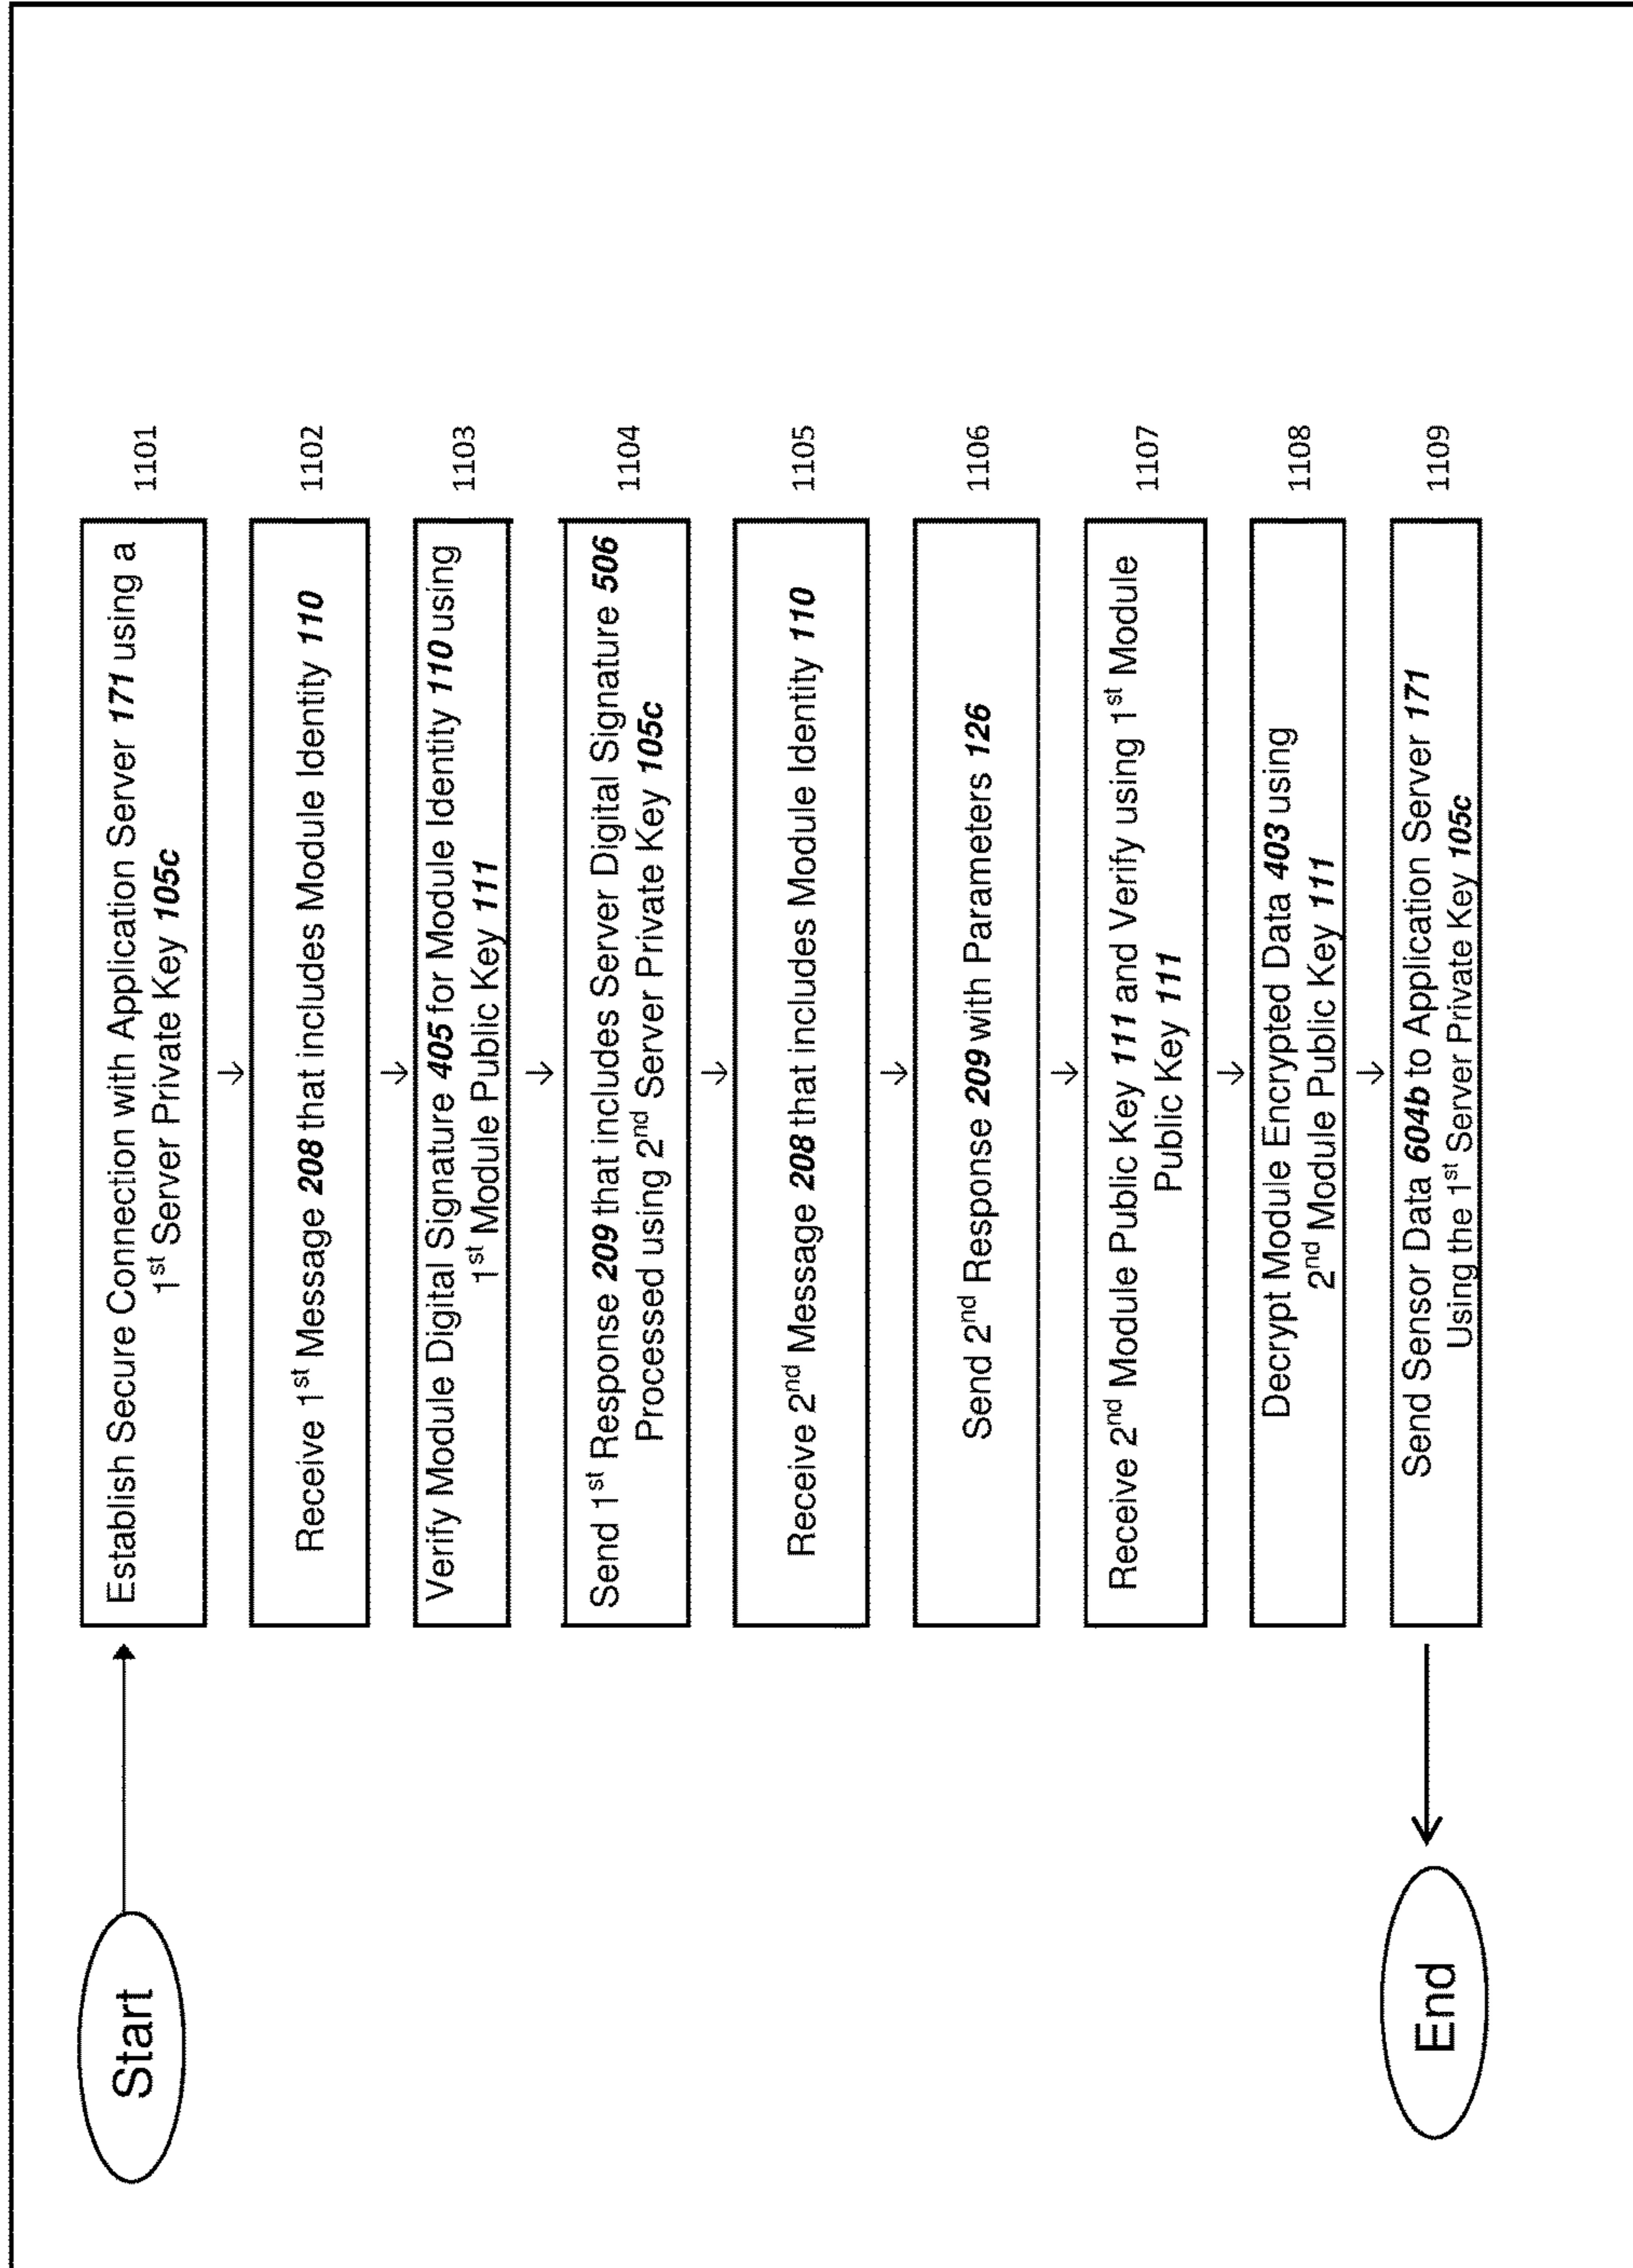 Start
Establish Secure Connection with Application Server 171 using a
1st Server Private Key 105c
1101
Receive 1st Message 208 that includes Module Identity 110
1102
Verify Module Digital Signature 405 for Module Identity 110 using
1st Module Public Key 111
1103
Send 1st Response 209 that includes Server Digital Signature 506
Processed using 2nd Server Private Key 105c
1104
Receive 2nd Message 208 that includes Module Identity 110
1105
Send 2nd Response 209 with Parameters 126
1106
Receive 2nd Module Public Key 111 and Verify using 1st Module
Public Key 111
1107
Decrypt Module Encrypted Data 403 using
2nd Module Public Key 111
1108
Send Sensor Data 604b to Application Server 171
Using the 1st Server Private Key 105c
1109
End